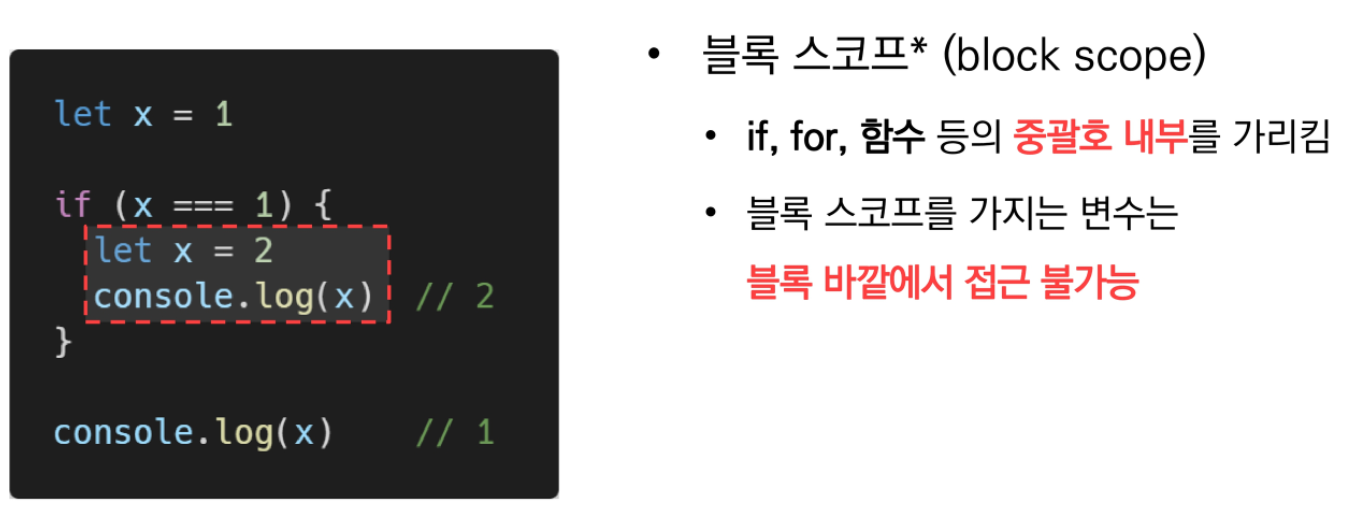 let x = 1
if (x === 1) {
let x = 2
console.log(x) // 2
}
console.log(x) // 1
• 블록 스코프* (block scope)
• if, for, 함수 등의 중괄호 내부를 가리킴
• 블록 스코프를 가지는 변수는
블록 바깥에서 접근 불가능